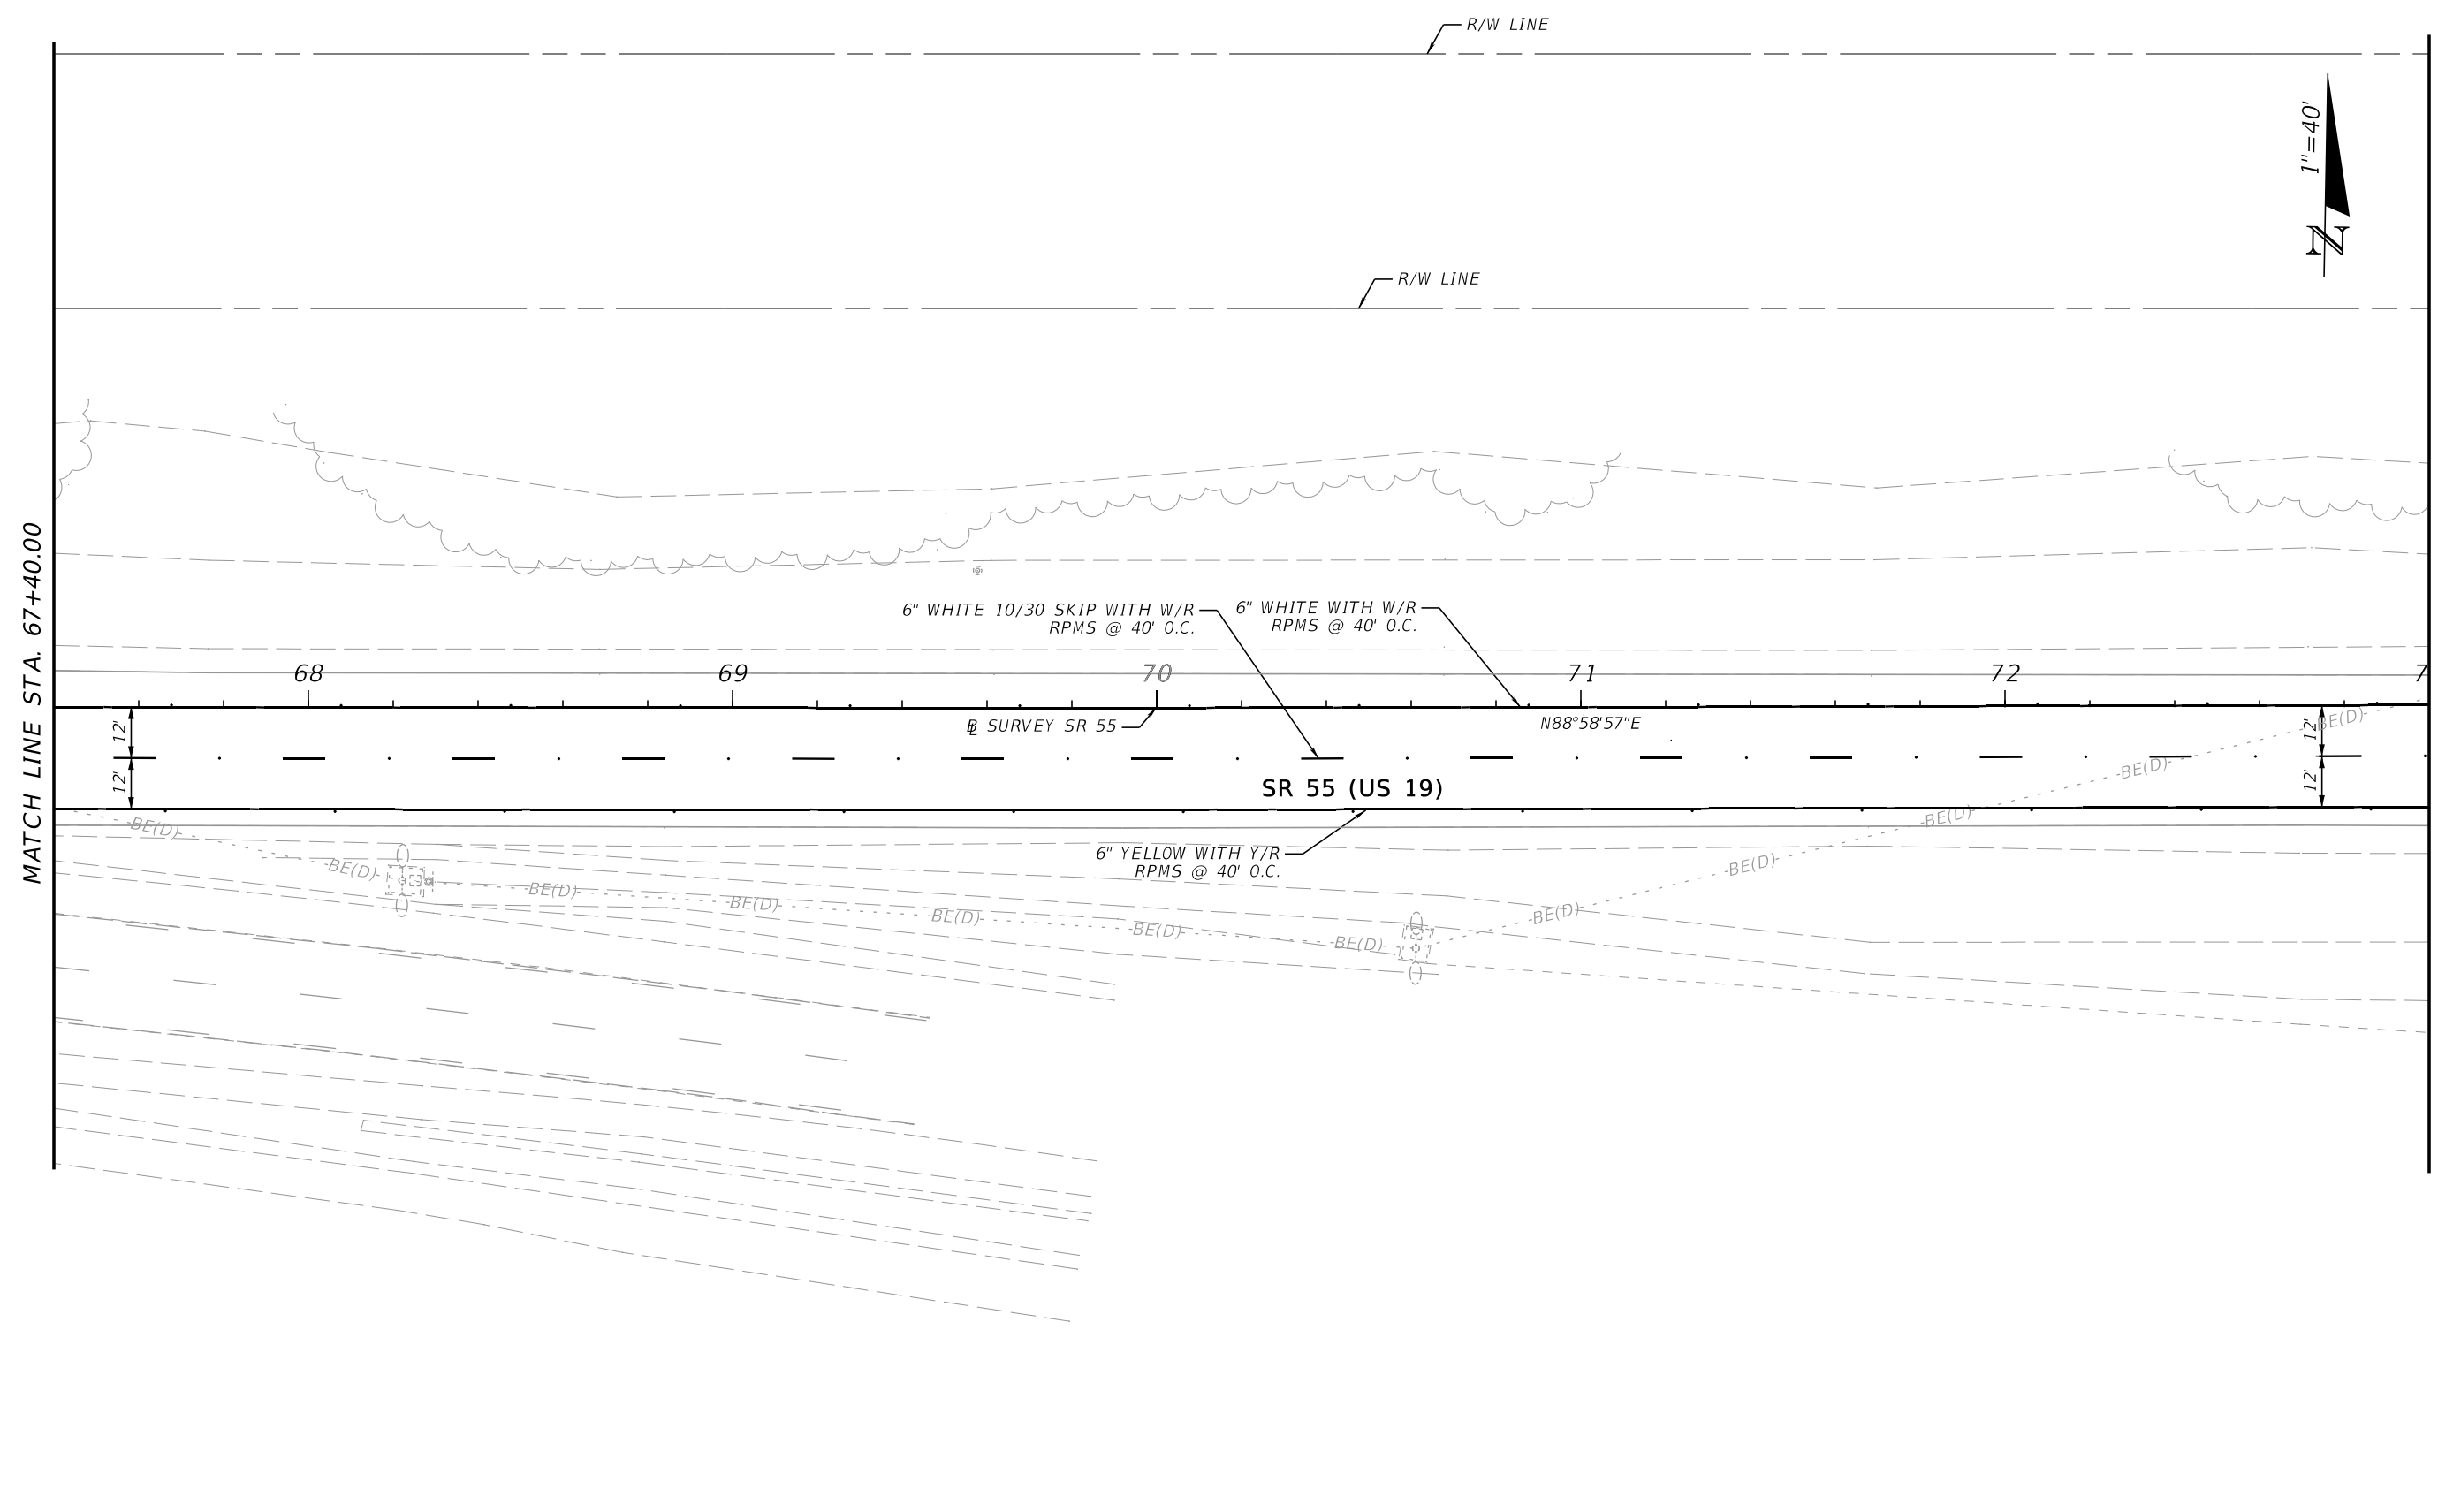 R/W LINE
1"=40'
N
R/W LINE
MATCH LINE STA. 67+40.00
6" WHITE 10/30 SKIP WITH W/R
RPMS @ 40' O.C.
6" WHITE WITH W/R
RPMS @ 40' O.C.
68
69
70
71
72
7
BL SURVEY SR 55
N88°58'57"E
12'
12'
12'
12'
SR 55 (US 19)
6" YELLOW WITH Y/R
RPMS @ 40' O.C.
BE(D)
BE(D)
BE(D)
BE(D)
BE(D)
BE(D)
BE(D)
BE(D)
BE(D)
BE(D)
BE(D)
BE(D)